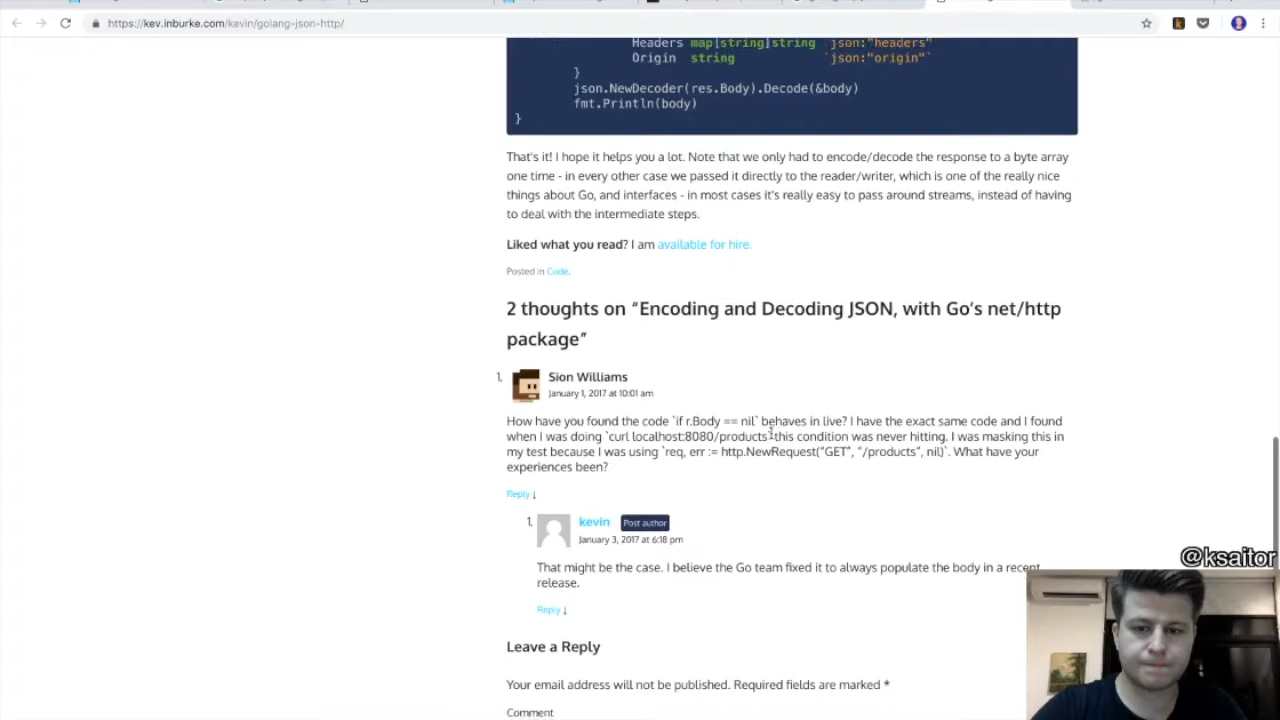 https://kev.inburke.com/kevin/golang-json-http/
Headers map[string]string `json:"headers"`
Origin string `json:"origin"`
}
json.NewDecoder(res.Body).Decode(&body)
fmt.Println(body)
}
That's it! I hope it helps you a lot. Note that we only had to encode/decode the response to a byte array
one time - in every other case we passed it directly to the reader/writer, which is one of the really nice
things about Go, and interfaces - in most cases it's really easy to pass around streams, instead of having
to deal with the intermediate steps.
Liked what you read? I am available for hire.
Posted in Code.
2 thoughts on “Encoding and Decoding JSON, with Go’s net/http
package”
1. Sion Williams
January 1, 2017 at 10:01 am
How have you found the code `if r.Body == nil` behaves in live? I have the exact same code and I found
when I was doing `curl localhost:8080/products` this condition was never hitting. I was masking this in
my test because I was using `req, err := http.NewRequest(“GET”, “/products”, nil)`. What have your
experiences been?
Reply ↓
1. kevin Post author
January 3, 2017 at 6:18 pm
That might be the case. I believe the Go team fixed it to always populate the body in a recent
release.
Reply ↓
@ksaitor
Leave a Reply
Your email address will not be published. Required fields are marked *
Comment